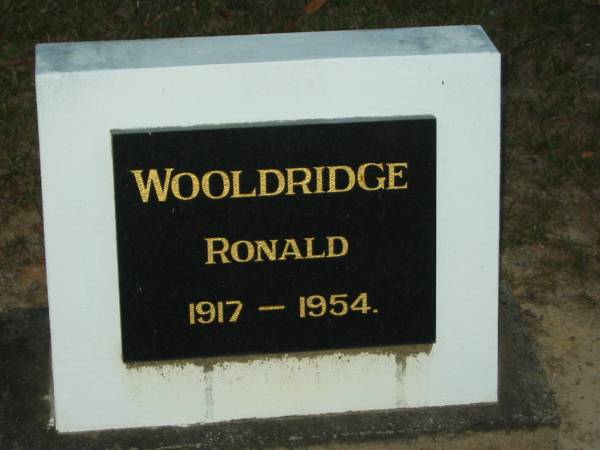 WOOLDRIDGE
RONALD
1917 — 1954.